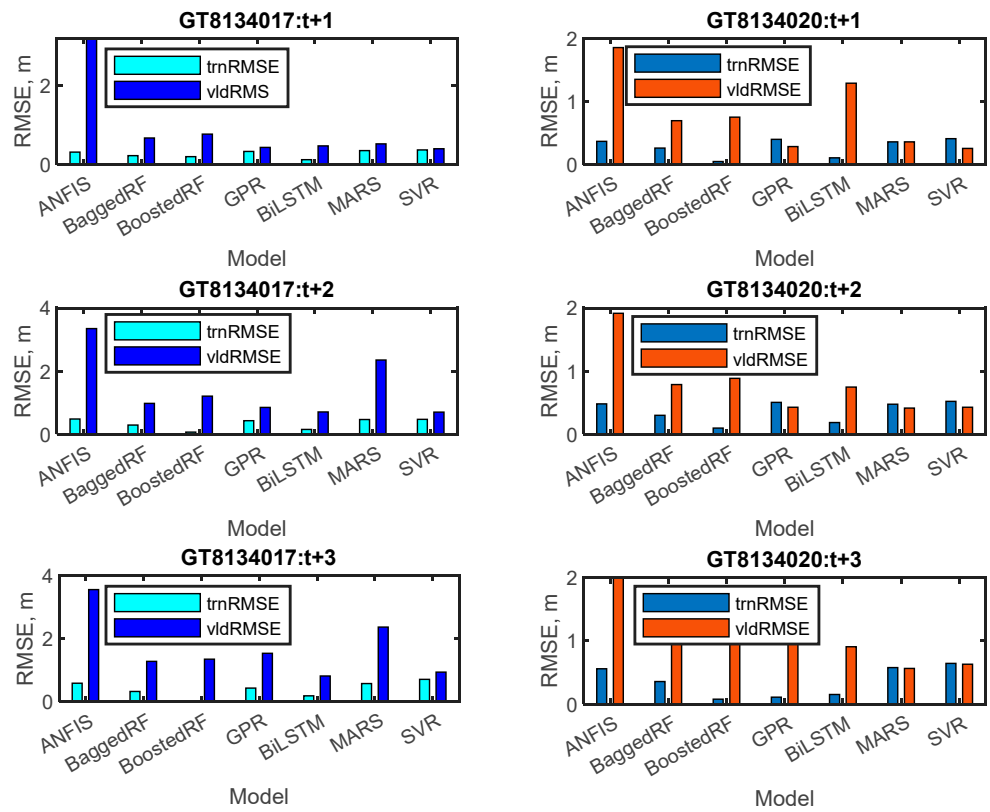 GT8134017:t+1
RMSE, m
2
0
trnRMSE
vldRMS
ANFIS
BaggedRF
BoostedRF
GPR
BiLSTM
MARS
SVR
Model
GT8134020:t+1
RMSE, m
2
1
0
trnRMSE
vldRMSE
ANFIS
BaggedRF
BoostedRF
GPR
BiLSTM
MARS
SVR
Model
GT8134017:t+2
RMSE, m
4
2
0
trnRMSE
vldRMSE
ANFIS
BaggedRF
BoostedRF
GPR
BiLSTM
MARS
SVR
Model
GT8134020:t+2
RMSE, m
2
1
0
trnRMSE
vldRMSE
ANFIS
BaggedRF
BoostedRF
GPR
BiLSTM
MARS
SVR
Model
GT8134017:t+3
RMSE, m
4
2
0
trnRMSE
vldRMSE
ANFIS
BaggedRF
BoostedRF
GPR
BiLSTM
MARS
SVR
Model
GT8134020:t+3
RMSE, m
2
1
0
trnRMSE
vldRMSE
ANFIS
BaggedRF
BoostedRF
GPR
BiLSTM
MARS
SVR
Model